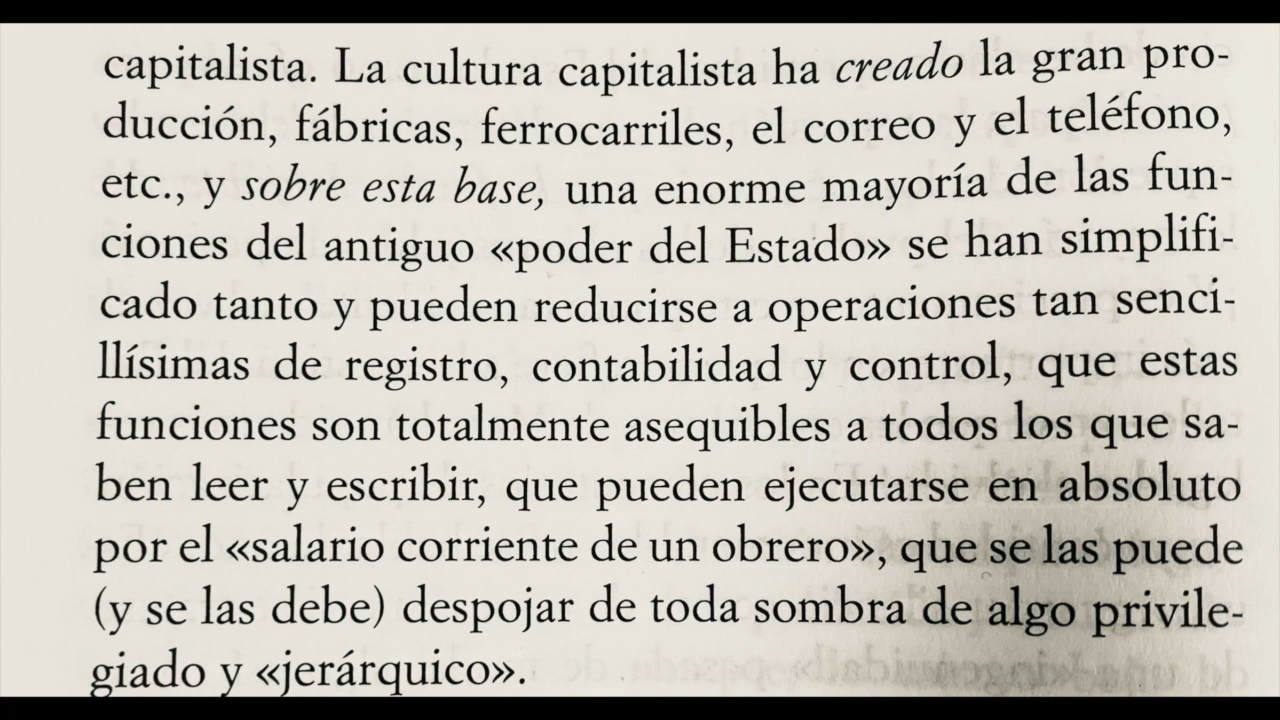 capitalista. La cultura capitalista ha creado la gran pro-
ducción, fábricas, ferrocarriles, el correo y el teléfono,
etc., y sobre esta base, una enorme mayoría de las fun-
ciones del antiguo «poder del Estado» se han simplifi-
cado tanto y pueden reducirse a operaciones tan senci-
llísimas de registro, contabilidad y control, que estas
funciones son totalmente asequibles a todos los que sa-
ben leer y escribir, que pueden ejecutarse en absoluto
por el «salario corriente de un obrero», que se las puede
(y se las debe) despojar de toda sombra de algo privile-
giado y «jerárquico».